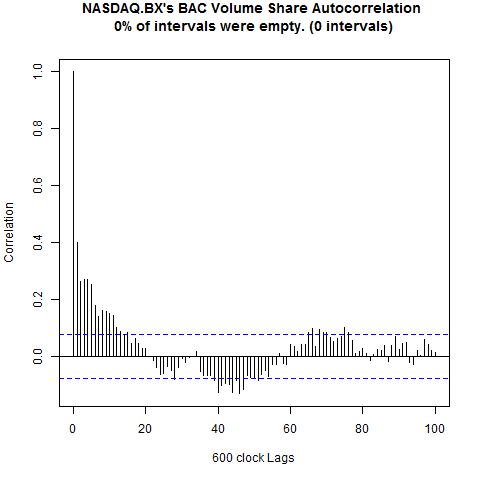 NASDAQ.BX's BAC Volume Share Autocorrelation
0% of intervals were empty. (0 intervals)
1.0
0.8
0.6
0.4
0.2
0.0
Correlation
0 20 40 60 80 100
600 clock Lags